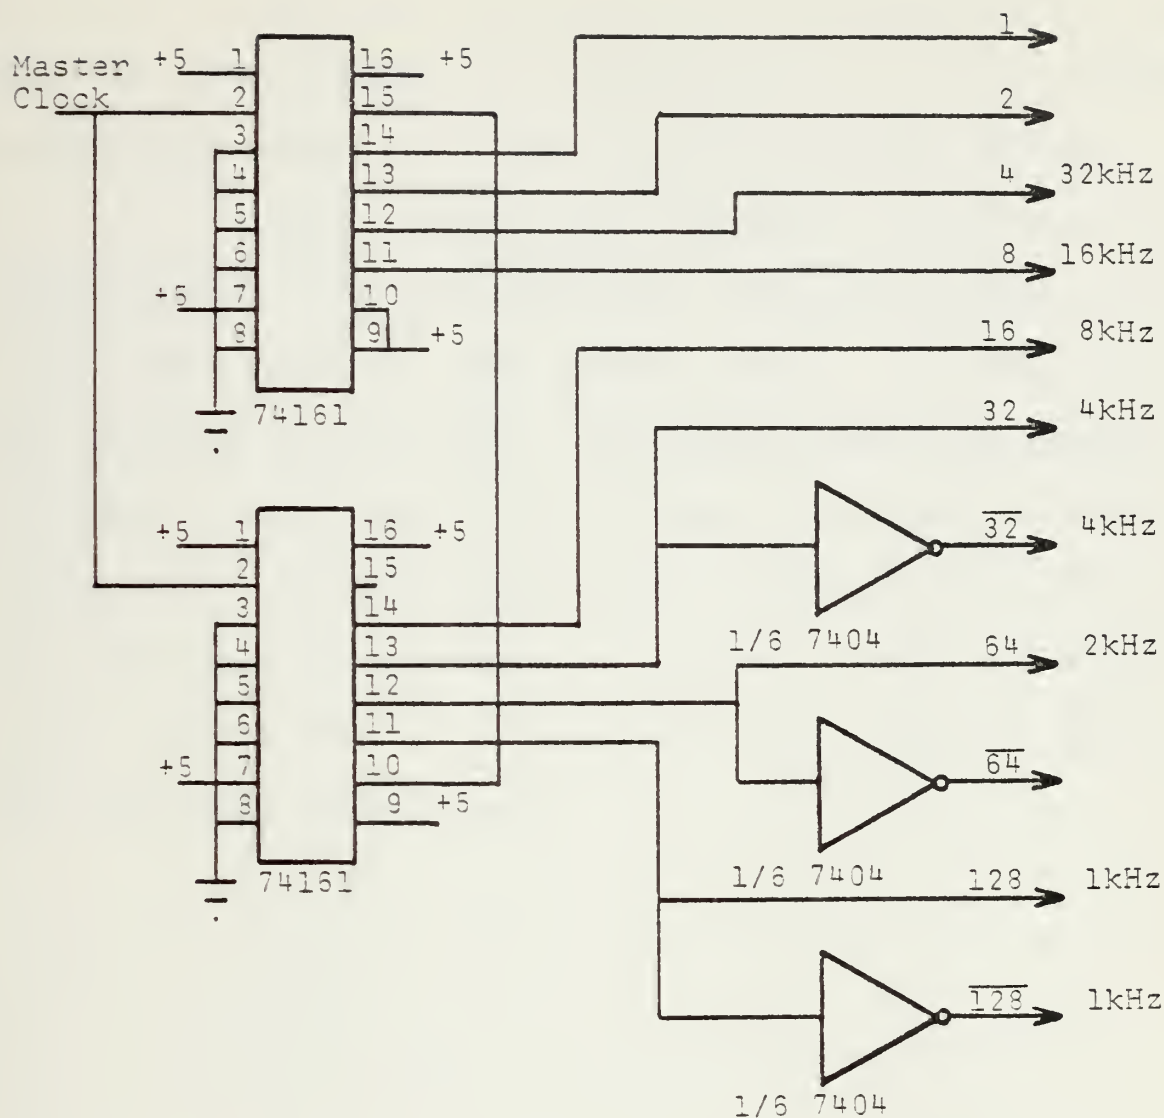 1
Master +5 1 16 +5
Clock 2 15
2
3 14
4 13 4 32kHz
5 12
6 11 8 16kHz
+5 7 10
8 9 +5 16 8kHz
74161 32 4kHz
+5 1 16 +5 32 4kHz
2 15
3 14
4 13 1/6 7404 64 2kHz
5 12
6 11
+5 7 10 64
8 9 +5
74161 1/6 7404 128 1kHz
128 1kHz
1/6 7404